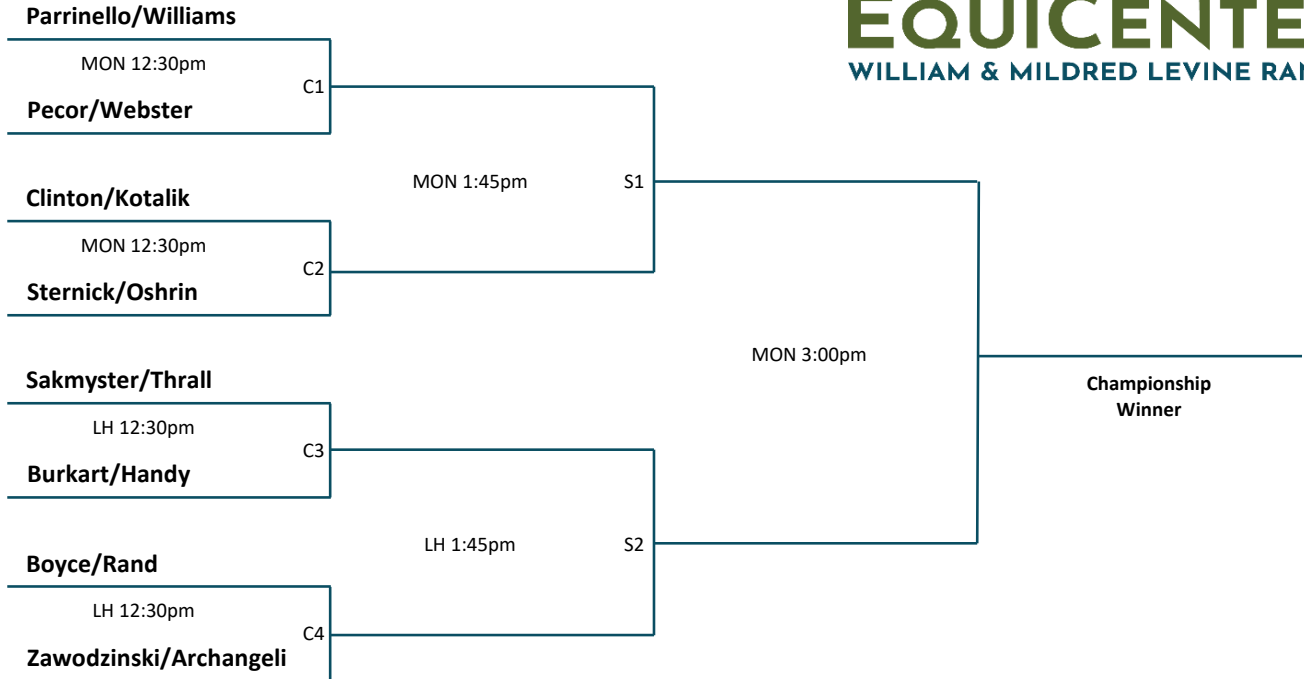 Parrinello/Williams
MON 12:30pm
C1
Pecor/Webster
Clinton/Kotalik
MON 12:30pm
C2
Sternick/Oshrin
Sakmyster/Thrall
LH 12:30pm
C3
Burkart/Handy
Boyce/Rand
LH 12:30pm
C4
Zawodzinski/Archangeli
MON 1:45pm
S1
LH 1:45pm
S2
MON 3:00pm
Championship
Winner
EQUICENTE
WILLIAM & MILDRED LEVINE RAN